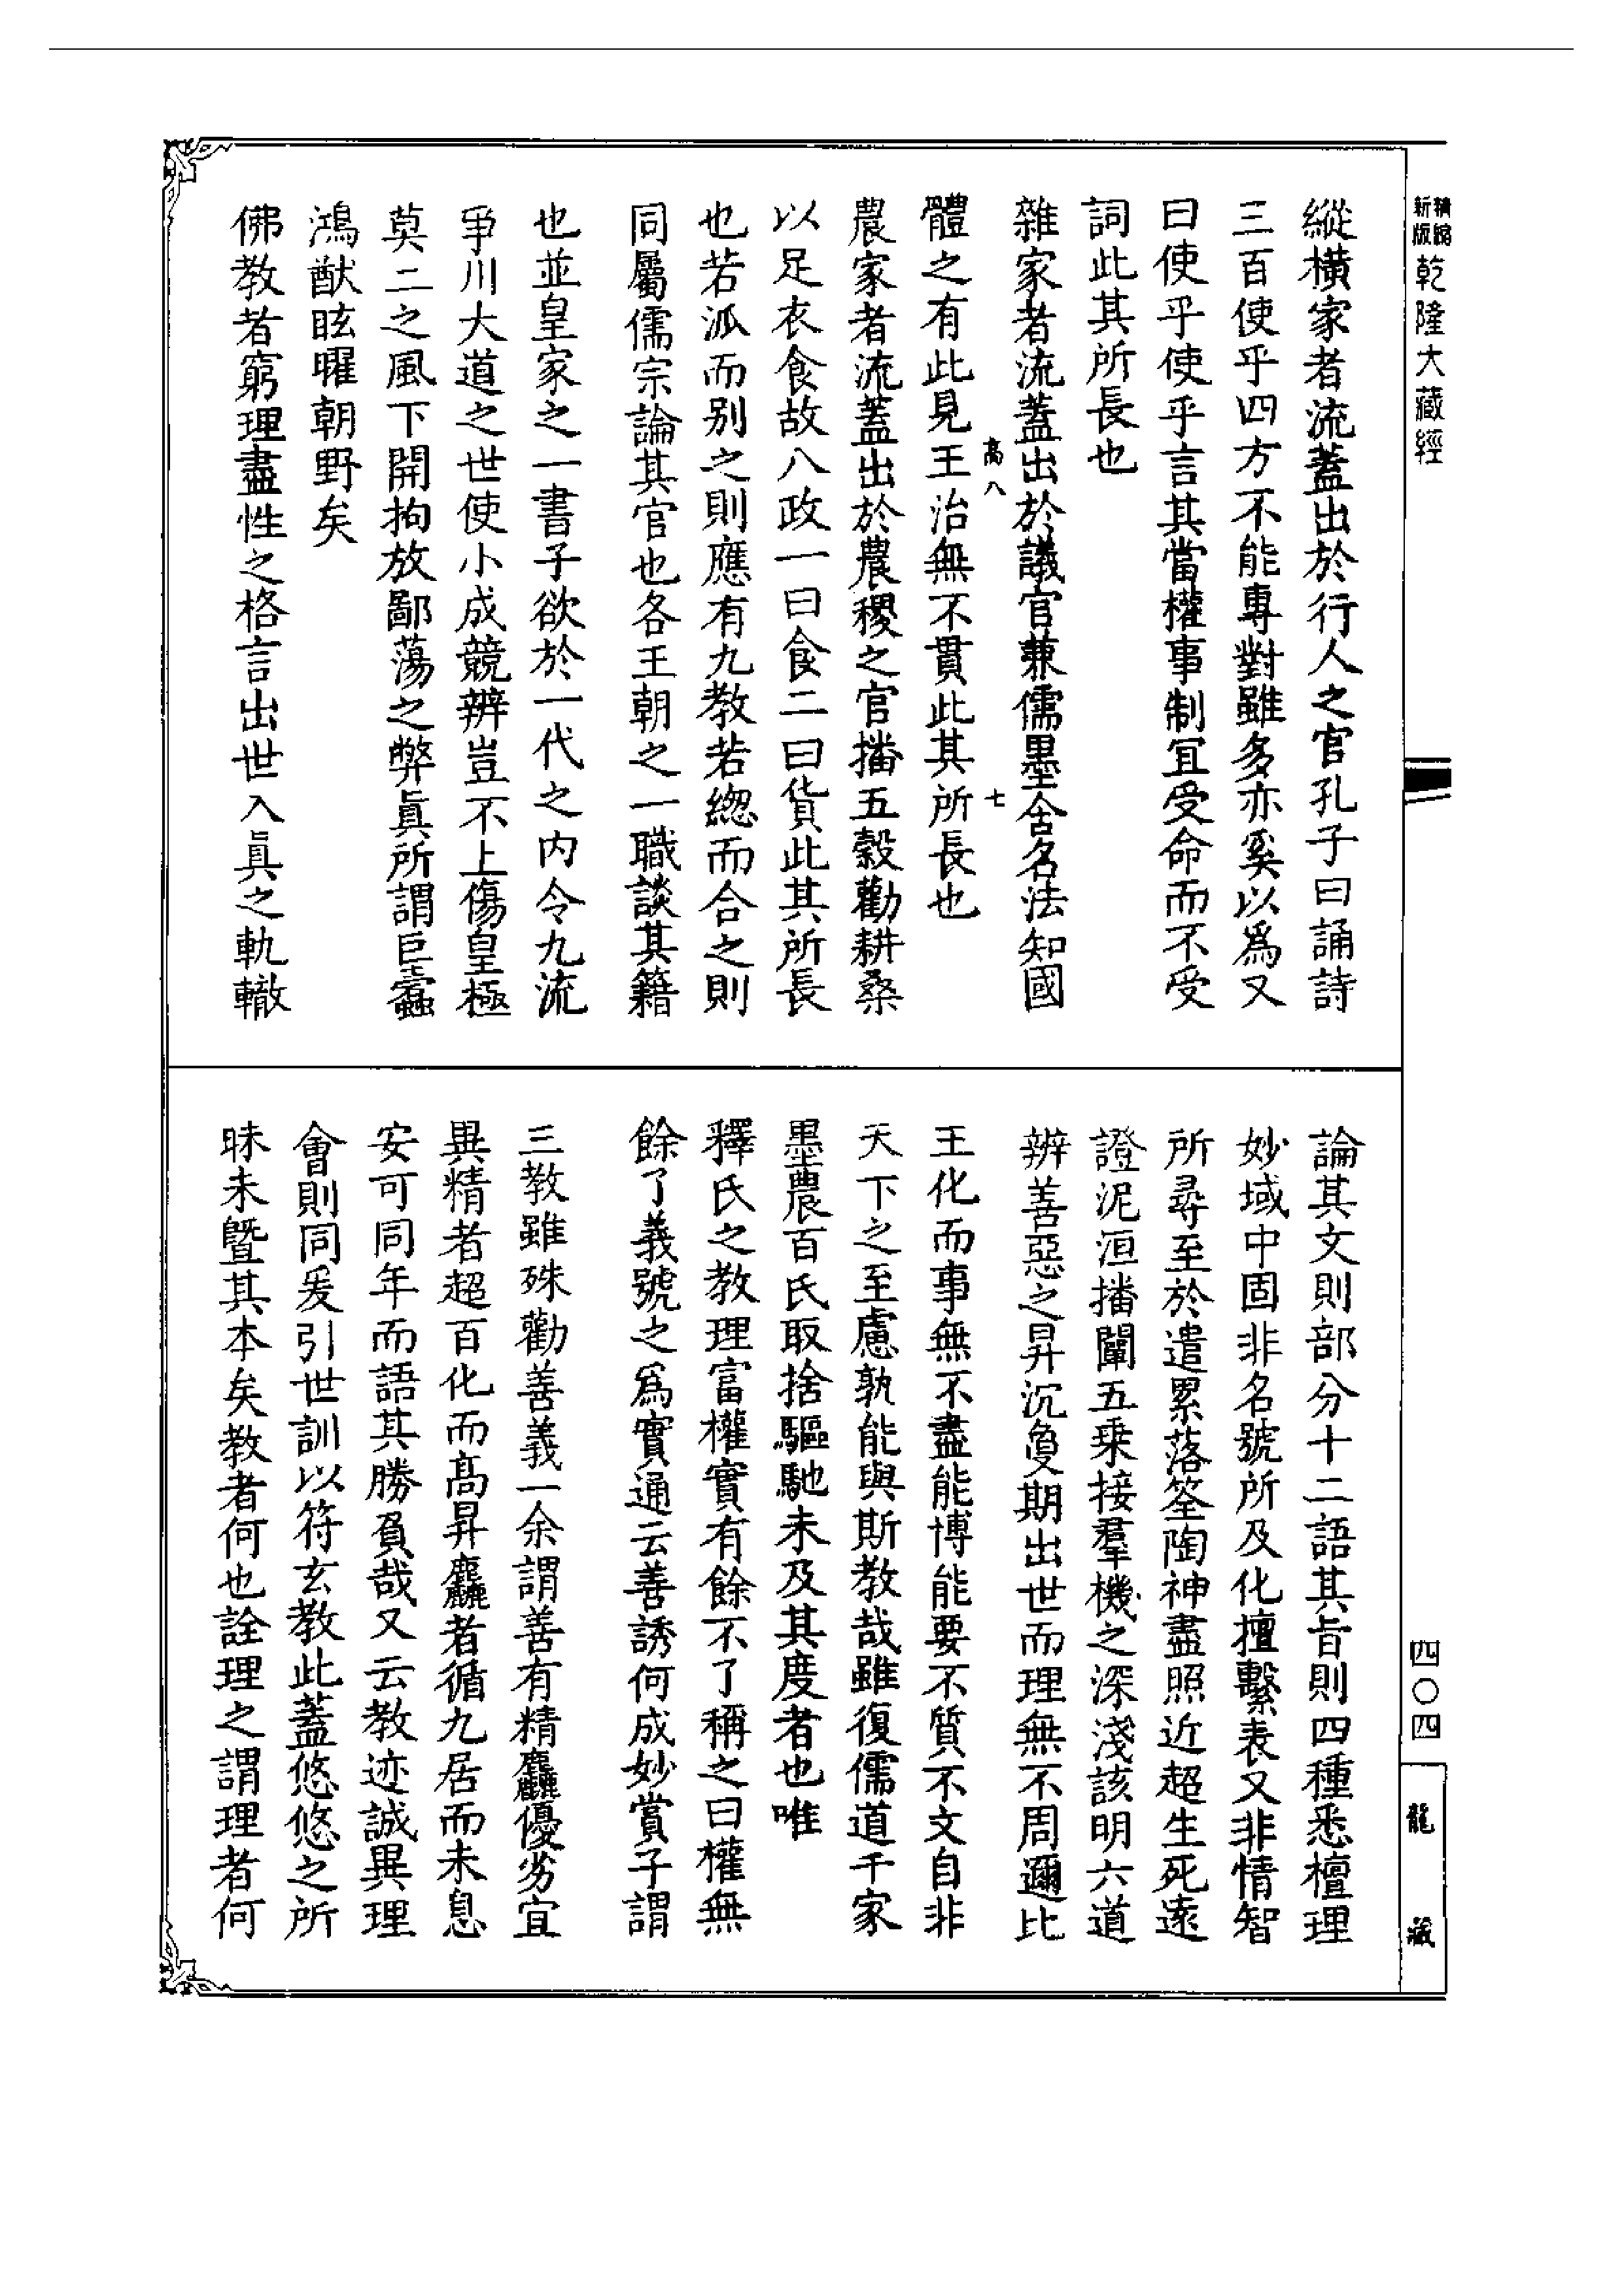 精縮
新版
乾隆大藏經
縱橫家者流蓋出於行人之官孔子曰誦詩
三百使乎四方不能專對雖多亦奚以爲又
曰使乎使乎言其當權事制宜受命而不受
詞此其所長也
雜家者流蓋出於議官兼儒墨含名法知國
高八
七
體之有此見王治無不貫此其所長也
農家者流蓋出於農稷之官播五穀勸耕桑
以足衣食故八政一曰食二曰貨此其所長
也若派而别之則應有九教若緫而合之則
同屬儒宗論其官也各王朝之一職談其籍
也並皇家之一書子欲於一代之内令九流
爭川大道之世使小成競辨豈不上傷皇極
莫二之風下開拘放鄙蕩之弊眞所謂巨蠹
鴻猷眩曜朝野矣
佛教者窮理盡性之格言出世入眞之軌轍
論其文則部分十二語其旨則四種悉檀理
妙域中固非名號所及化擅繫表又非情智
所尋至於遣累落筌陶神盡照近超生死遠
證泥洹播闡五乘接羣機之深淺該明六道
辨善惡之昇沉夐期出世而理無不周邇比
王化而事無不盡能博能要不質不文自非
天下之至慮孰能與斯教哉雖復儒道千家
墨農百氏取捨驅馳未及其度者也唯
釋氏之教理富權實有餘不了稱之曰權無
餘了義號之爲實通云善誘何成妙賞子謂
三教雖殊勸善義一余謂善有精麤優劣宜
異精者超百化而高昇麤者循九居而未息
安可同年而語其勝負哉又云教迹誠異理
會則同爰引世訓以符玄教此蓋悠悠之所
昧未曁其本矣教者何也詮理之謂理者何
四〇四
龍藏